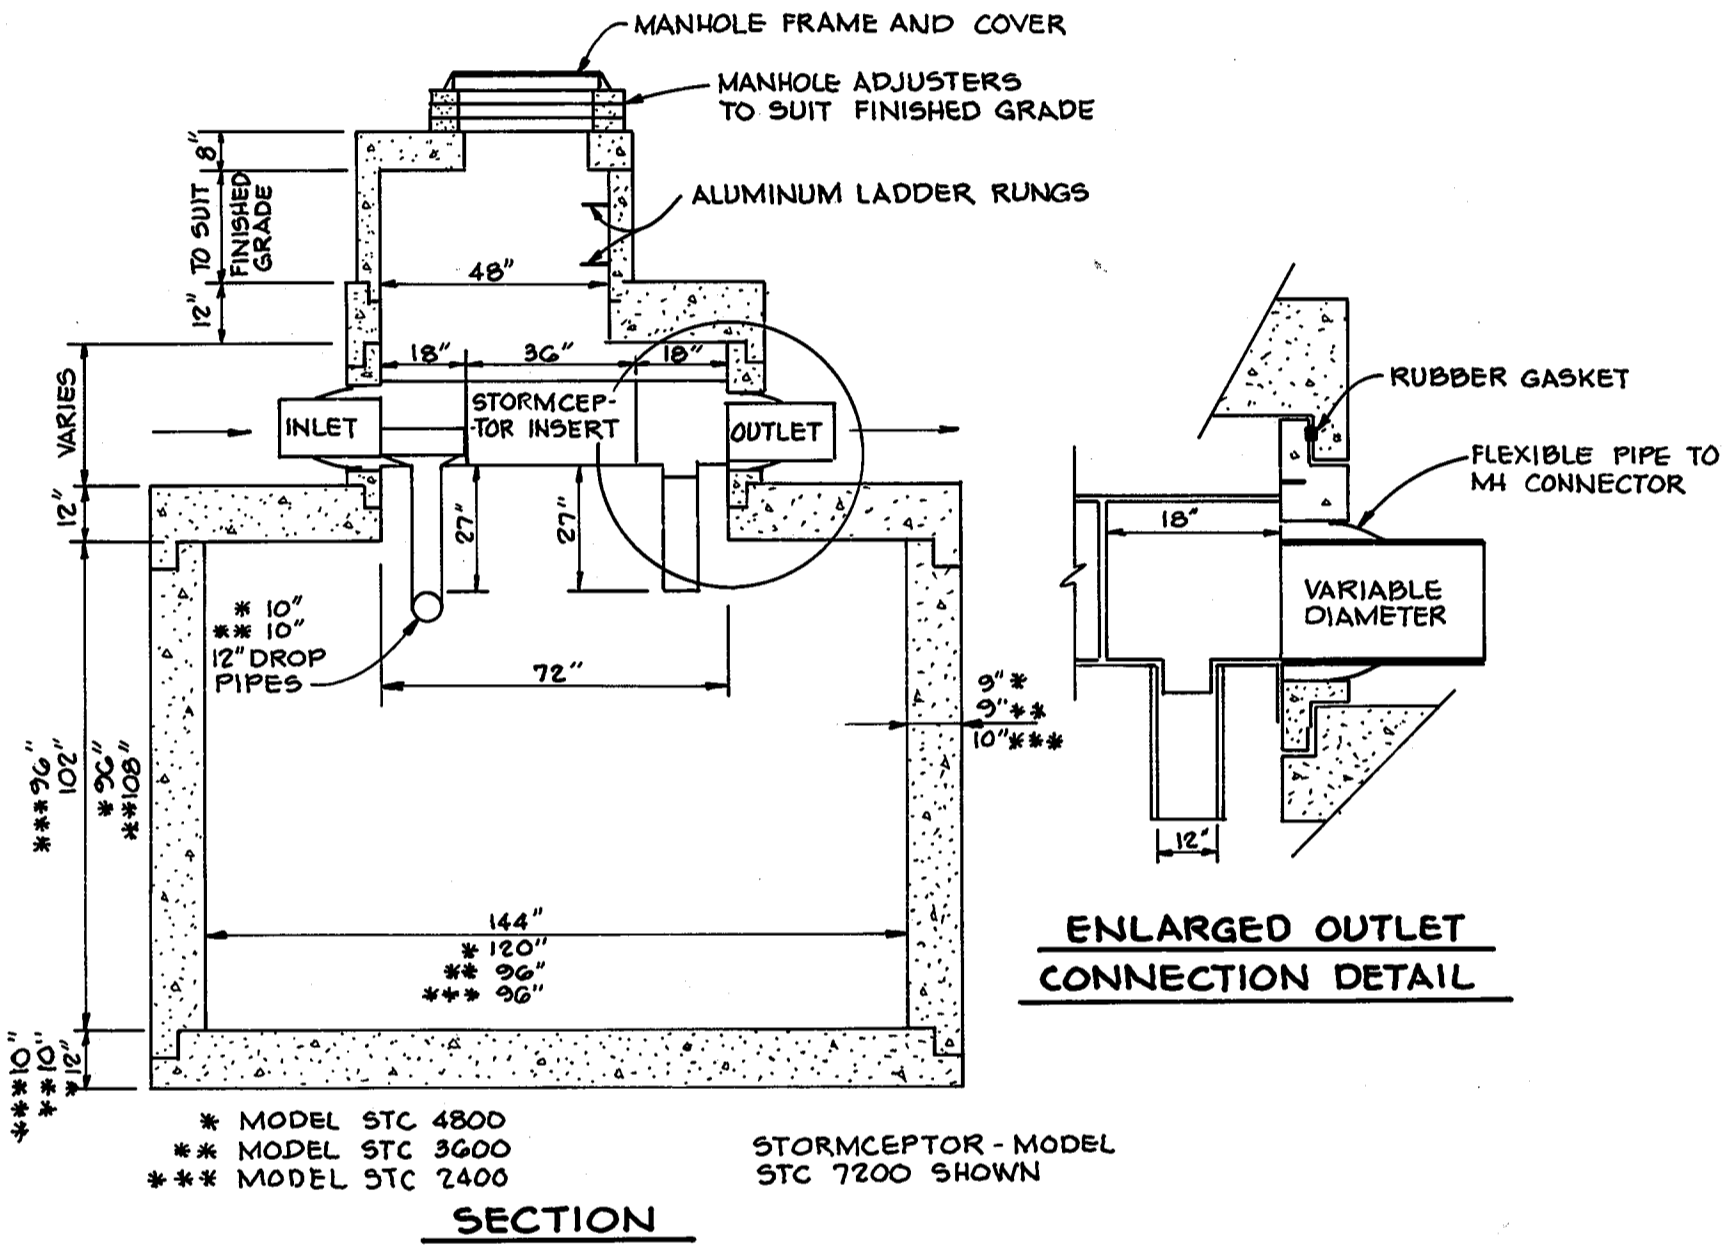 MANHOLE FRAME AND COVER
MANHOLE ADJUSTERS
TO SUIT FINISHED GRADE
8"
TO SUIT
FINISHED
GRADE
ALUMINUM LADDER RUNGS
48"
12"
18"
36"
18"
VARIES
INLET
STORMCEP-
TOR INSERT
OUTLET
12"
27"
27"
* 10"
** 10"
12" DROP
PIPES
72"
9" *
9" **
10" ***
*** 96"
102"
* 96"
** 108"
144"
* 120"
** 96"
*** 96"
*** 10"
** 10"
* 12"
* MODEL STC 4800
** MODEL STC 3600
*** MODEL STC 2400
STORMCEPTOR - MODEL
STC 7200 SHOWN
SECTION
RUBBER GASKET
FLEXIBLE PIPE TO
MH CONNECTOR
18"
VARIABLE
DIAMETER
12"
ENLARGED OUTLET
CONNECTION DETAIL